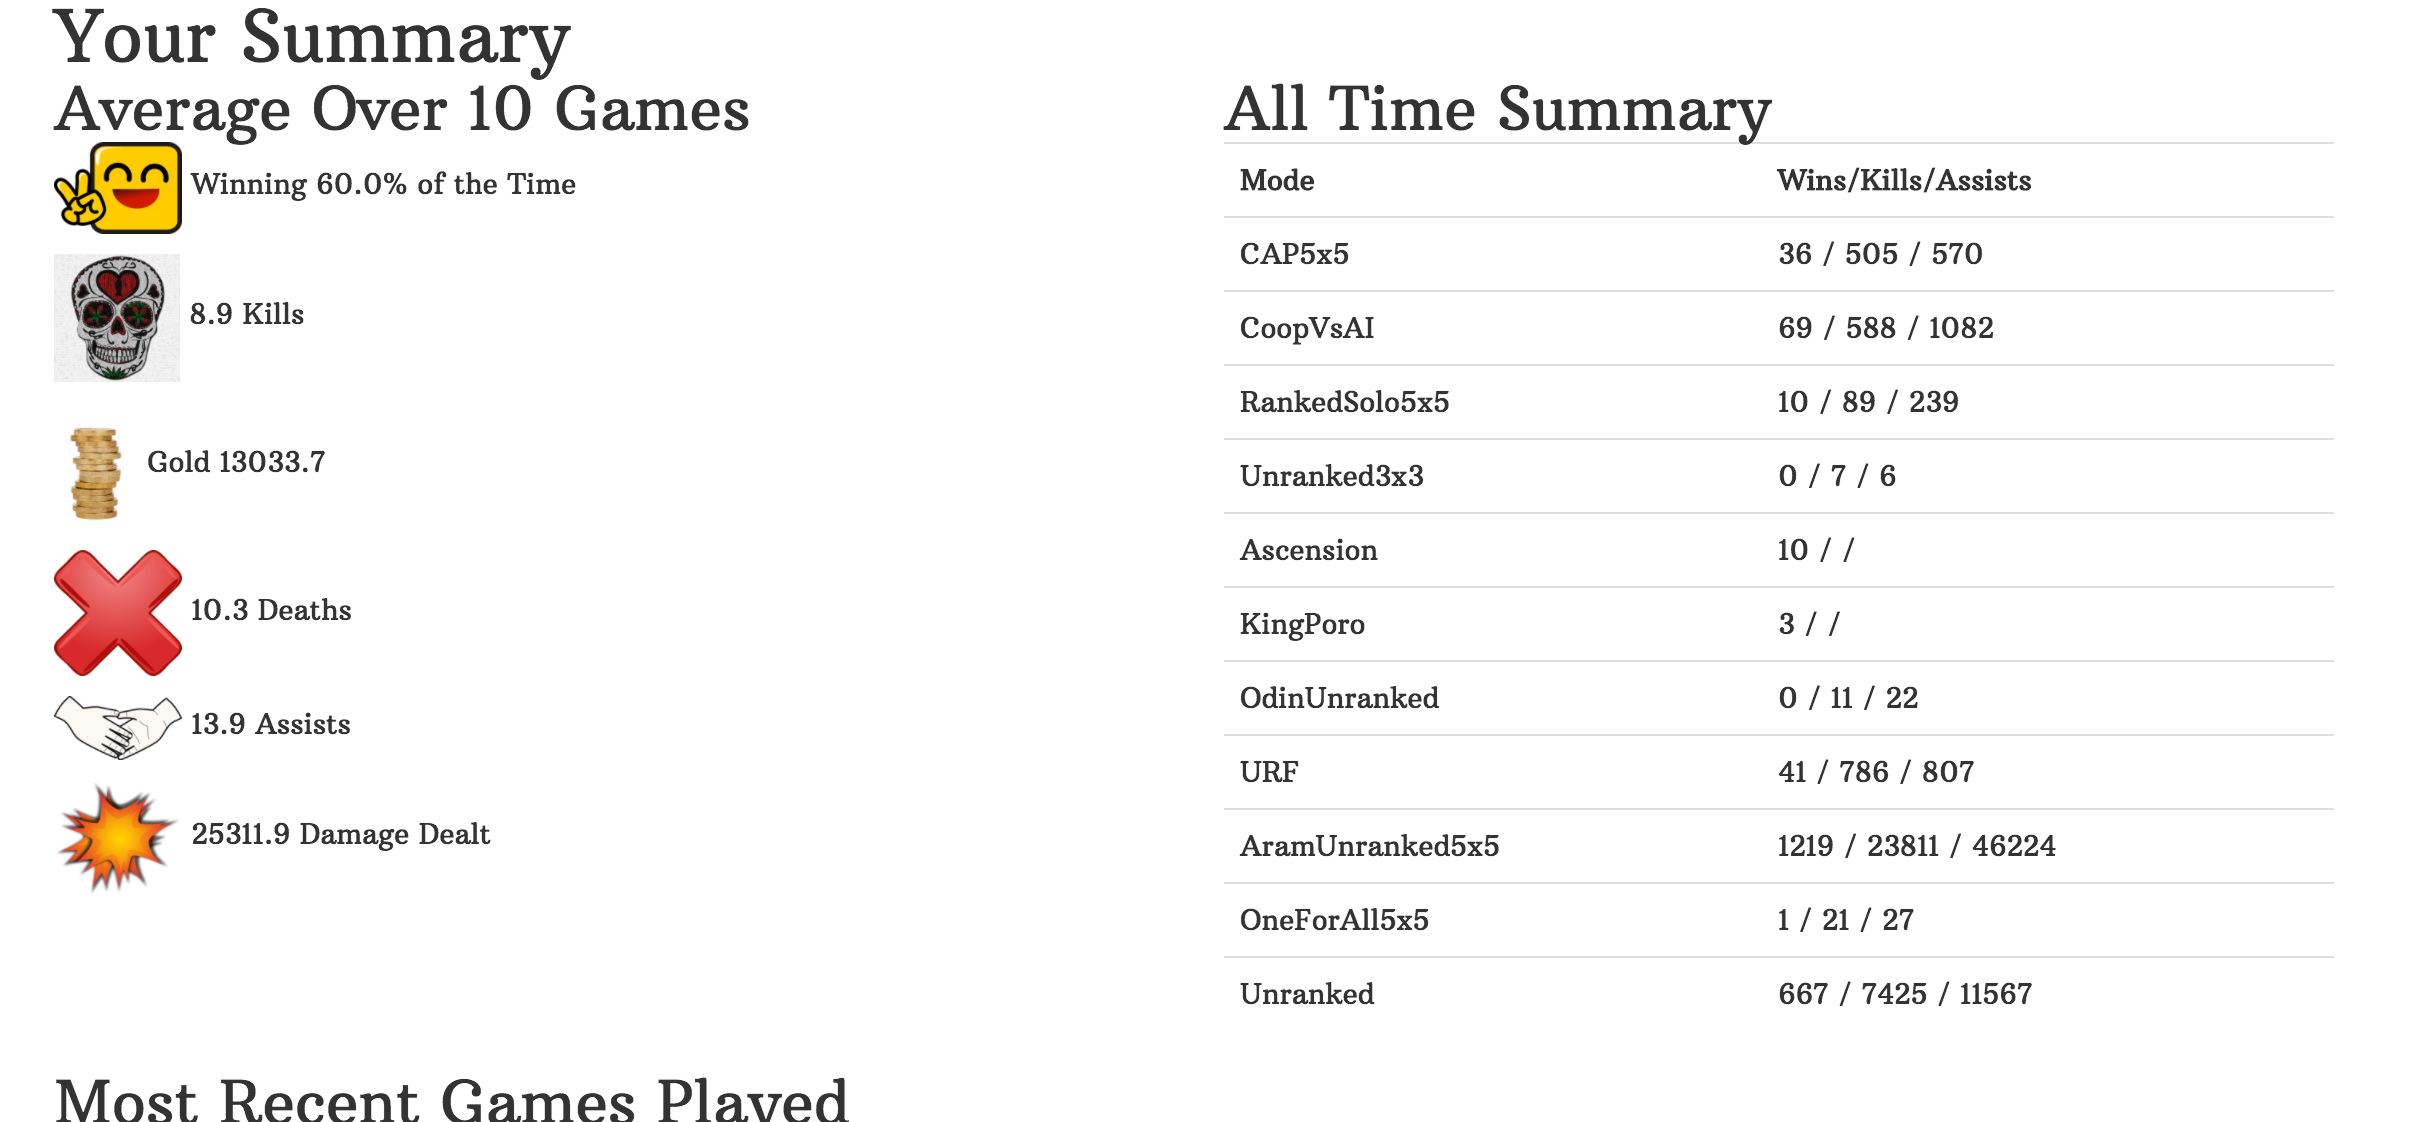 Your Summary
Average Over 10 Games
Winning 60.0% of the Time
8.9 Kills
Gold 13033.7
10.3 Deaths
13.9 Assists
25311.9 Damage Dealt
All Time Summary
Mode Wins/Kills/Assists
CAP5x5 36 / 505 / 570
CoopVsAI 69 / 588 / 1082
RankedSolo5x5 10 / 89 / 239
Unranked3x3 0 / 7 / 6
Ascension 10 / /
KingPoro 3 / /
OdinUnranked 0 / 11 / 22
URF 41 / 786 / 807
AramUnranked5x5 1219 / 23811 / 46224
OneForAll5x5 1 / 21 / 27
Unranked 667 / 7425 / 11567
Most Recent Games Played